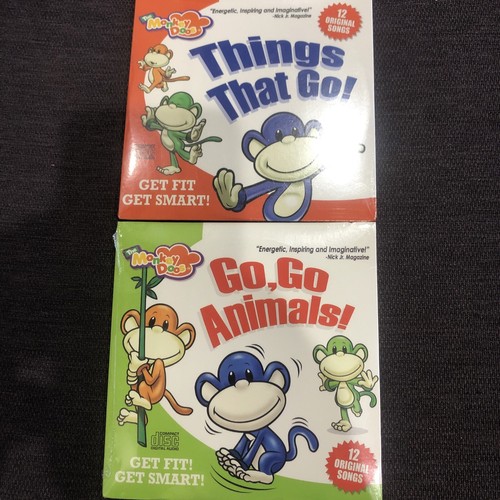 The
Monkey
Doos
"Energetic, Inspiring and Imaginative!"
-Nick Jr. Magazine
12
ORIGINAL
SONGS
Things
That Go!
GET FIT
GET SMART!
The
Monkey
Doos
"Energetic, Inspiring and Imaginative!"
-Nick Jr. Magazine
Go, Go
Animals!
COMPACT
disc
DIGITAL AUDIO
GET FIT!
GET SMART!
12
ORIGINAL
SONGS